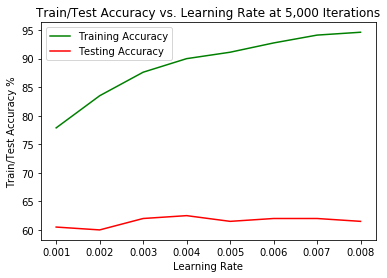 Train/Test Accuracy vs. Learning Rate at 5,000 Iterations
Training Accuracy
Testing Accuracy
Train/Test Accuracy %
95
90
85
80
75
70
65
60
0.001 0.002 0.003 0.004 0.005 0.006 0.007 0.008
Learning Rate